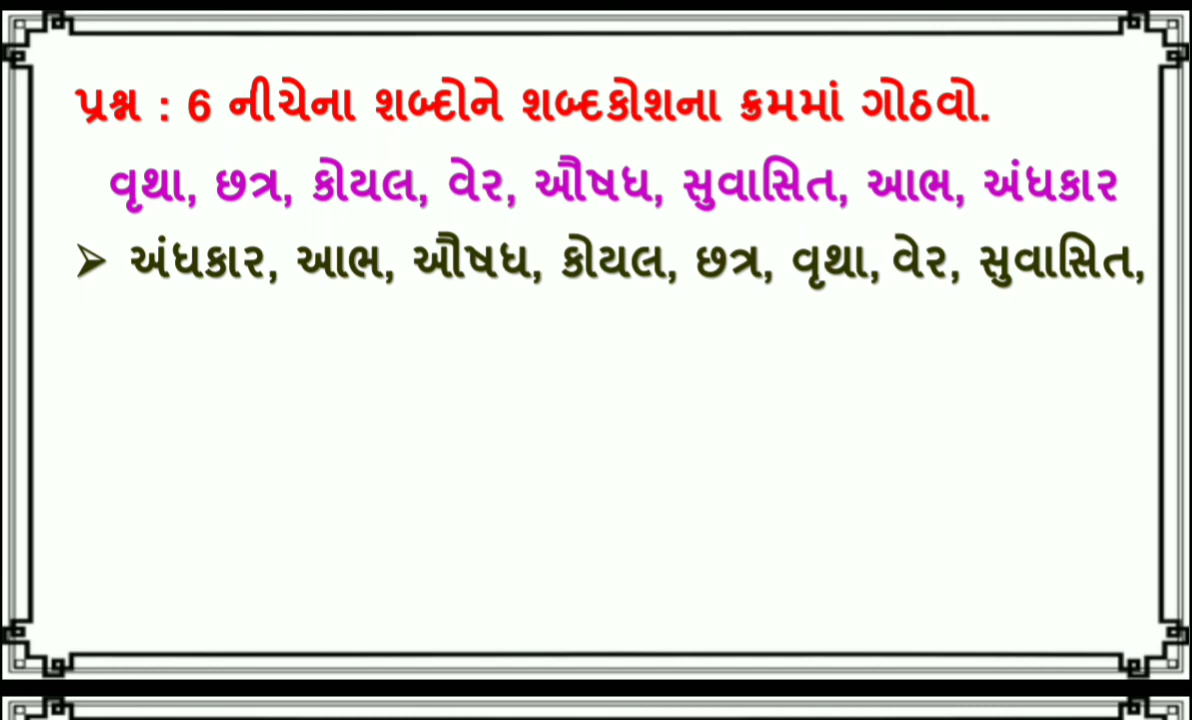 પ્રશ્ન : 6 નીચેના શબ્દોને શબ્દકોશના ક્રમમાં ગોઠવો.
વૃથા, છત્ર, કોયલ, વેર, ઔષધ, સુવાસિત, આભ, અંધકાર
➢ અંધકાર, આભ, ઔષધ, કોયલ, છત્ર, વૃથા, વેર, સુવાસિત,